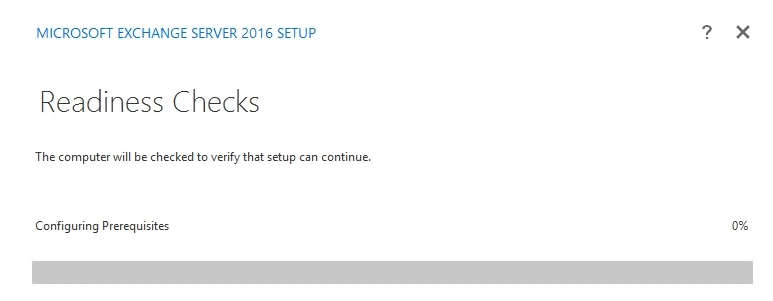 MICROSOFT EXCHANGE SERVER 2016 SETUP ? ✕
Readiness Checks
The computer will be checked to verify that setup can continue.
Configuring Prerequisites 0%